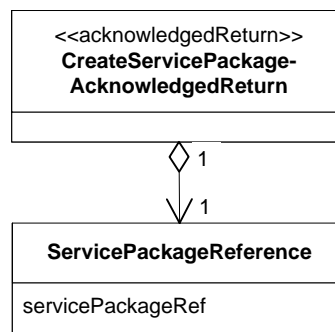 <<acknowledgedReturn>>
CreateServicePackage-
AcknowledgedReturn
1
1
ServicePackageReference
servicePackageRef